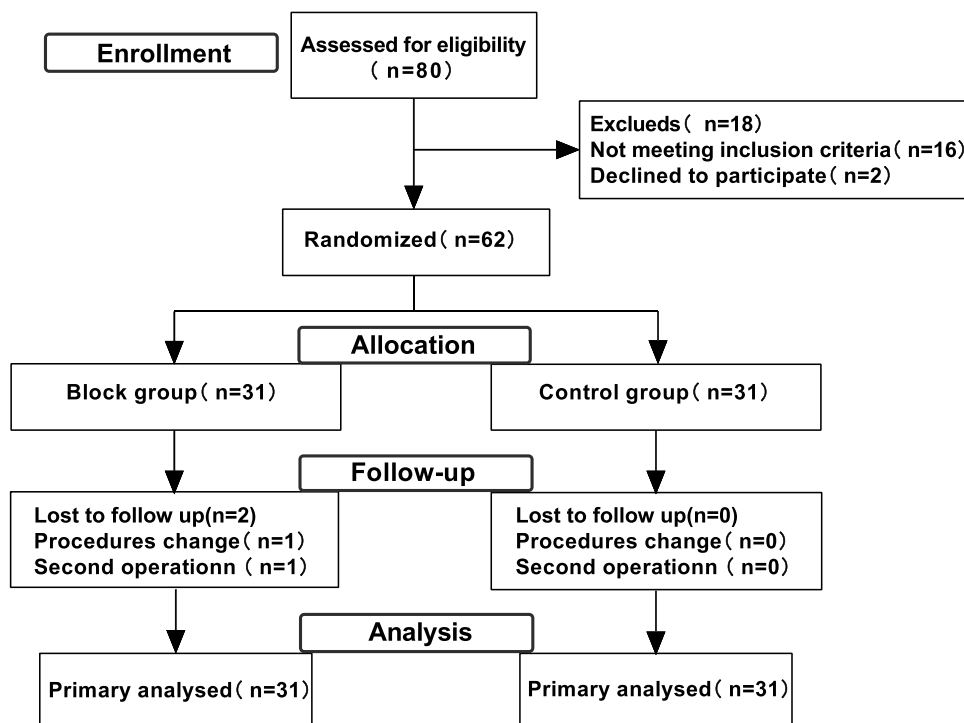 Enrollment
Assessed for eligibility
( n=80)
Exclueds( n=18)
Not meeting inclusion criteria( n=16)
Declined to participate( n=2)
Randomized( n=62)
Allocation
Block group( n=31)
Control group( n=31)
Follow-up
Lost to follow up(n=2)
Procedures change( n=1)
Second operationn ( n=1)
Lost to follow up(n=0)
Procedures change( n=0)
Second operationn ( n=0)
Analysis
Primary analysed( n=31)
Primary analysed( n=31)